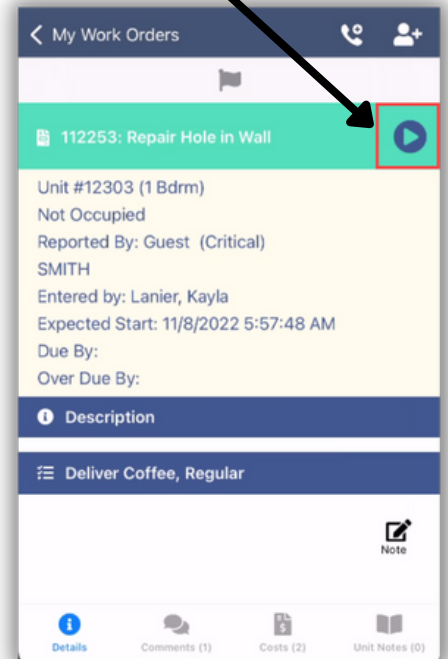 My Work Orders
112253: Repair Hole in Wall
Unit #12303 (1 Bdrm)
Not Occupied
Reported By: Guest (Critical)
SMITH
Entered by: Lanier, Kayla
Expected Start: 11/8/2022 5:57:48 AM
Due By:
Over Due By:
Description
Deliver Coffee, Regular
Note
Details Comments (1) Costs (2) Unit Notes (0)